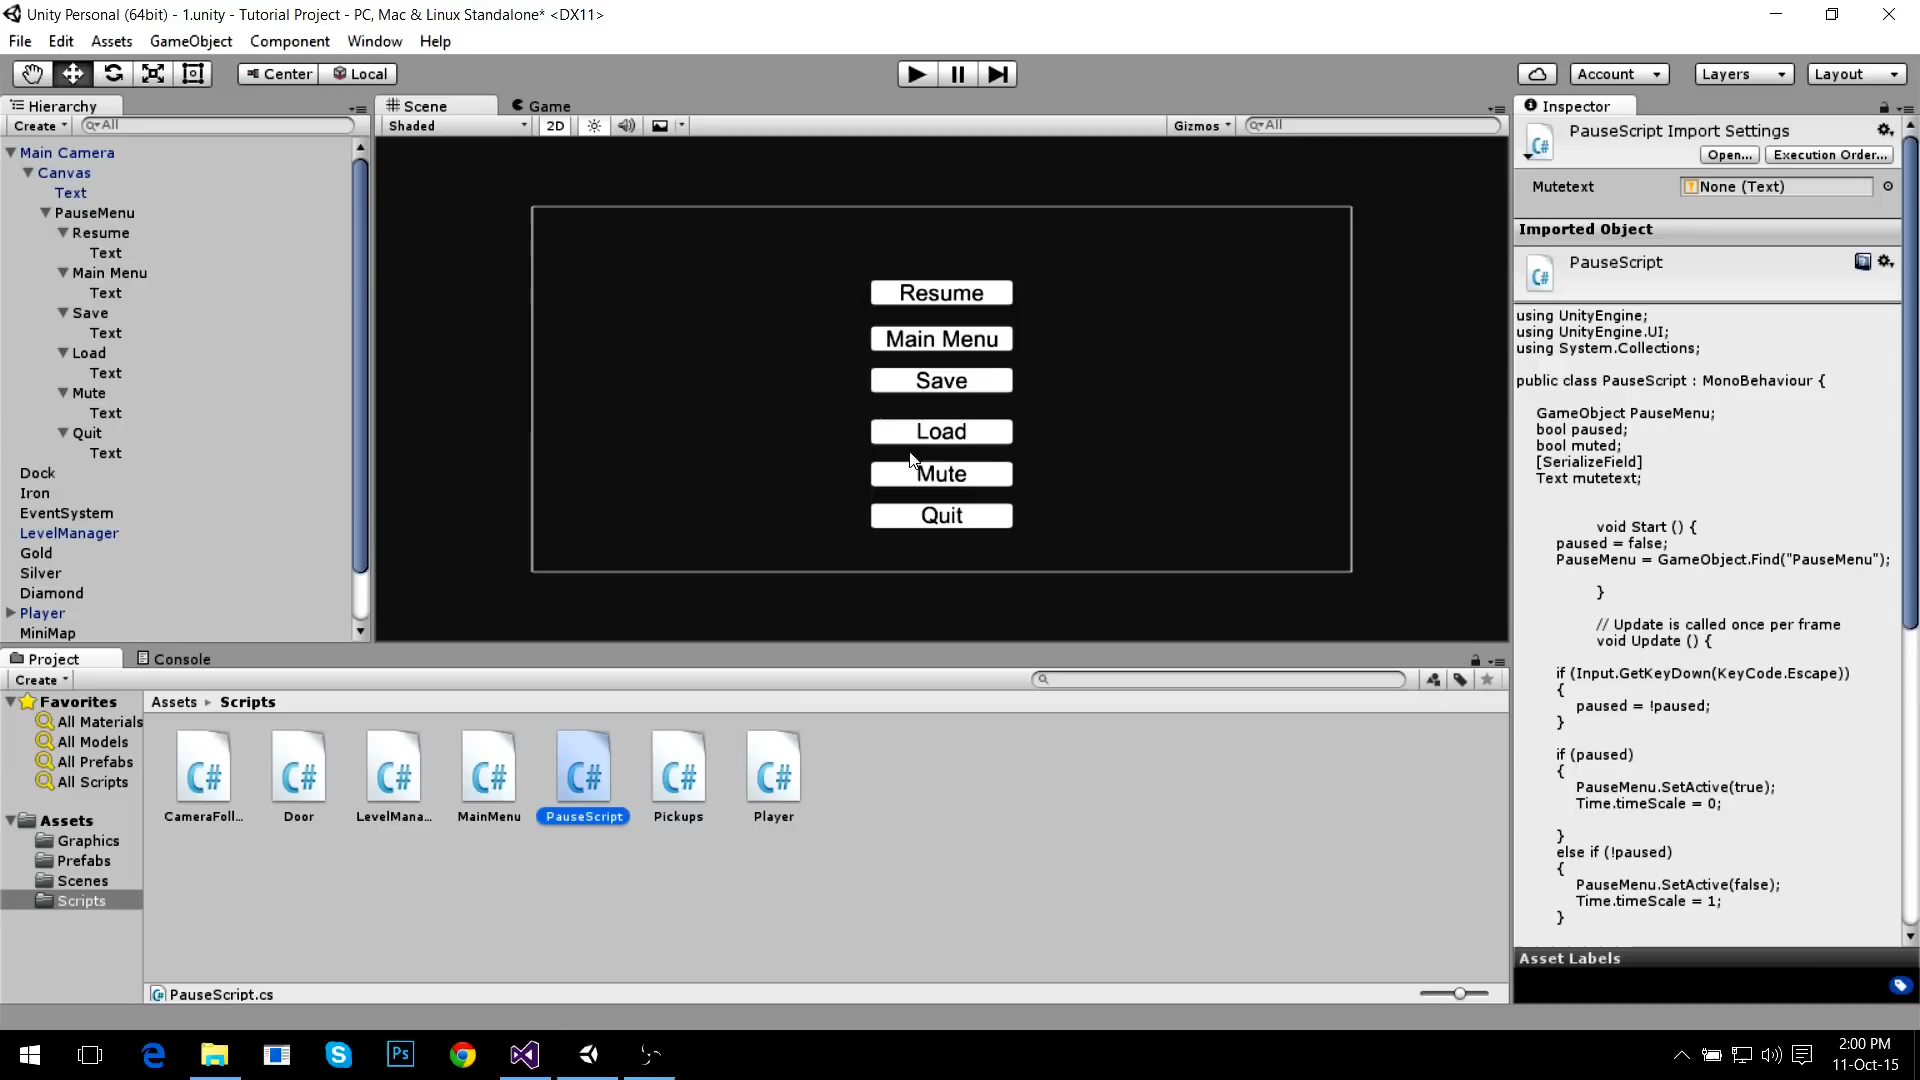 Unity Personal (64bit) - 1.unity - Tutorial Project - PC, Mac & Linux Standalone* <DX11>
File Edit Assets GameObject Component Window Help
Center Local
Account Layers Layout
Hierarchy
Create All
Main Camera
Canvas
Text
PauseMenu
Resume
Text
Main Menu
Text
Save
Text
Load
Text
Mute
Text
Quit
Text
Dock
Iron
EventSystem
LevelManager
Gold
Silver
Diamond
Player
MiniMap
Scene Game
Shaded 2D Gizmos All
Resume
Main Menu
Save
Load
Mute
Quit
Inspector
PauseScript Import Settings
Open... Execution Order...
Mutetext None (Text)
Imported Object
PauseScript
using UnityEngine;
using UnityEngine.UI;
using System.Collections;
public class PauseScript : MonoBehaviour {
GameObject PauseMenu;
bool paused;
bool muted;
[SerializeField]
Text mutetext;
void Start () {
paused = false;
PauseMenu = GameObject.Find("PauseMenu");
}
// Update is called once per frame
void Update () {
if (Input.GetKeyDown(KeyCode.Escape))
{
paused = !paused;
}
if (paused)
{
PauseMenu.SetActive(true);
Time.timeScale = 0;
}
else if (!paused)
{
PauseMenu.SetActive(false);
Time.timeScale = 1;
}
Asset Labels
Project Console
Create
Favorites
All Materials
All Models
All Prefabs
All Scripts
Assets
Graphics
Prefabs
Scenes
Scripts
Assets Scripts
C# C# C# C# C# C# C#
CameraFoll... Door LevelMana... MainMenu PauseScript Pickups Player
PauseScript.cs
2:00 PM
11-Oct-15